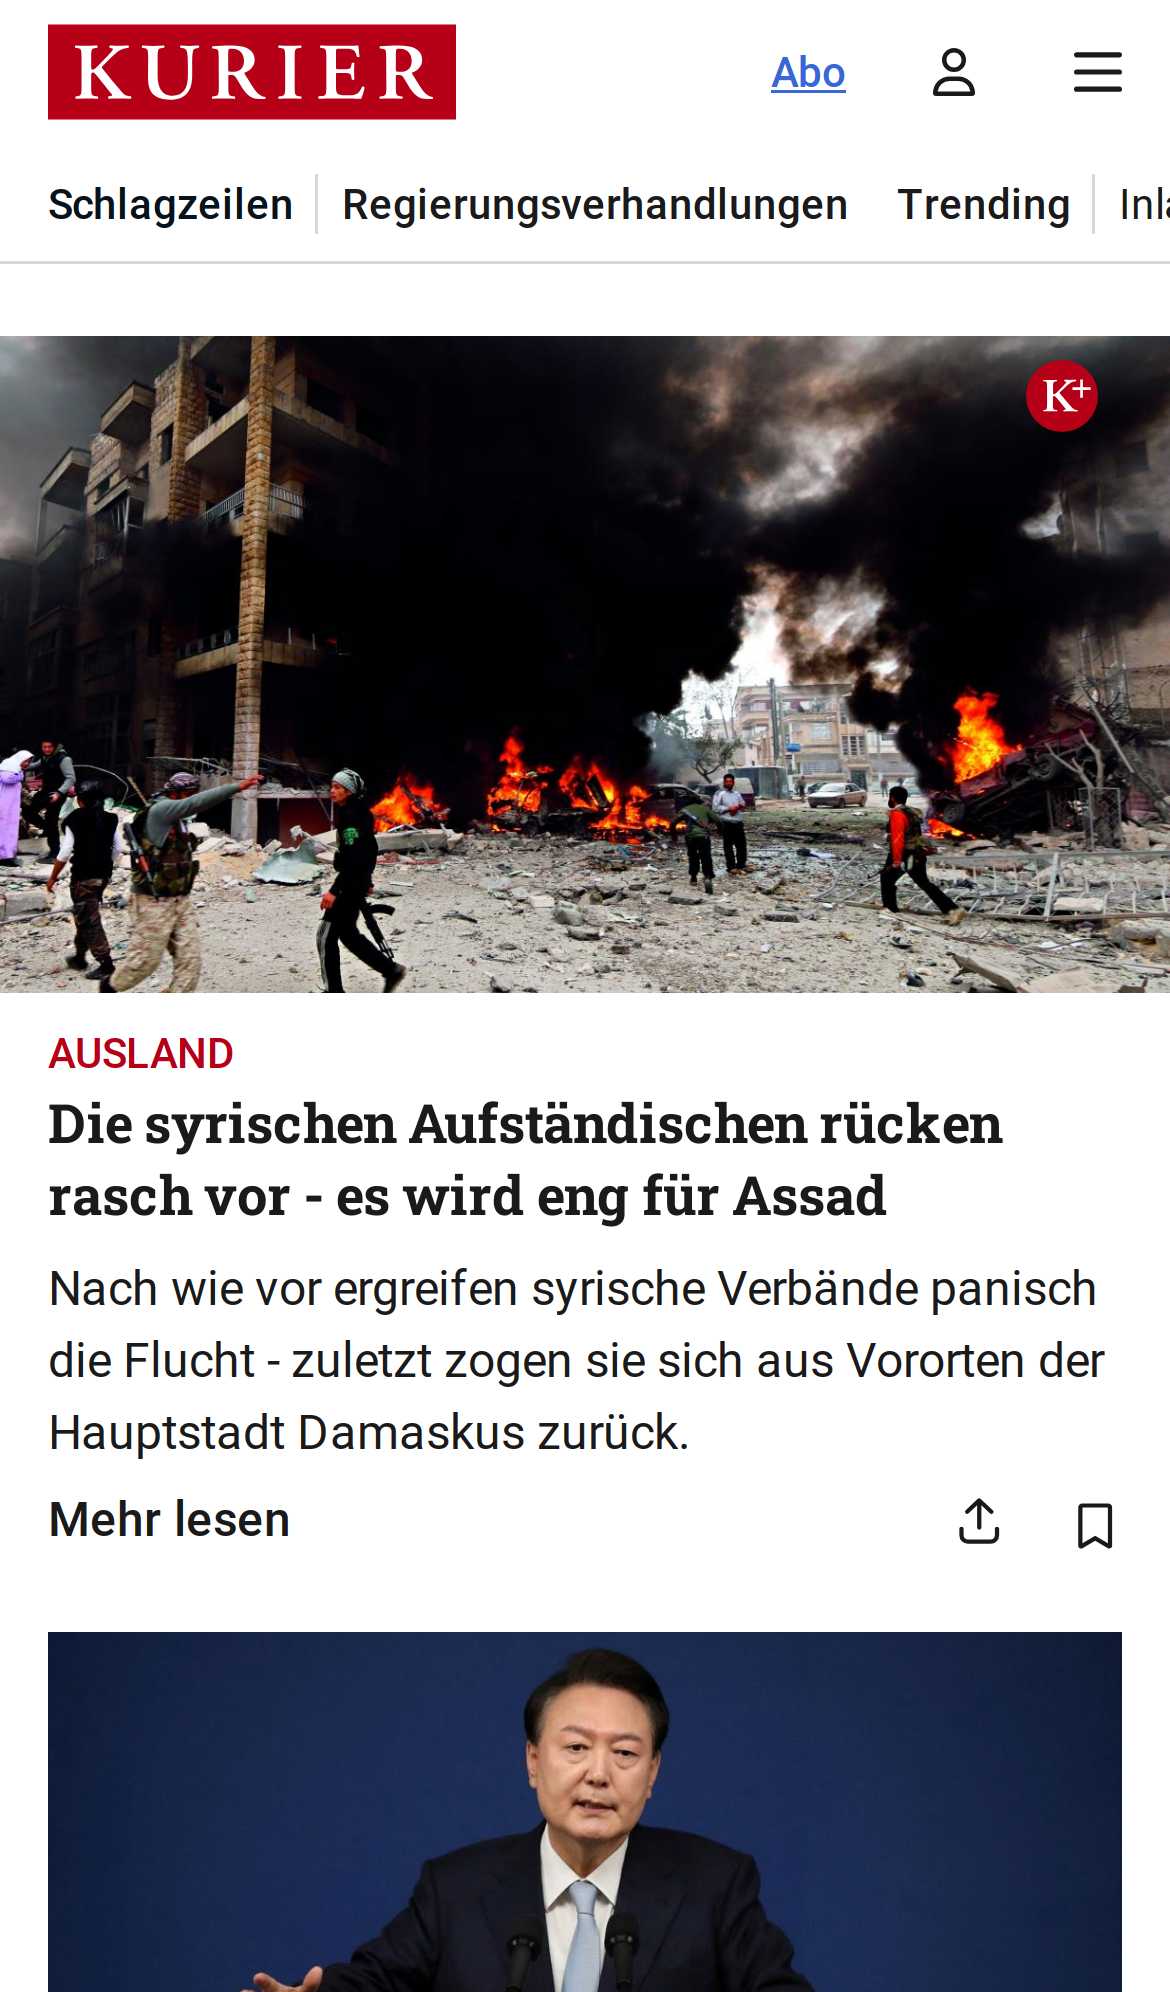 KURIER
Abo
Schlagzeilen
Regierungsverhandlungen
Trending
K+
AUSLAND
Die syrischen Aufständischen rücken
rasch vor - es wird eng für Assad
Nach wie vor ergreifen syrische Verbände panisch
die Flucht - zuletzt zogen sie sich aus Vororten der
Hauptstadt Damaskus zurück.
Mehr lesen